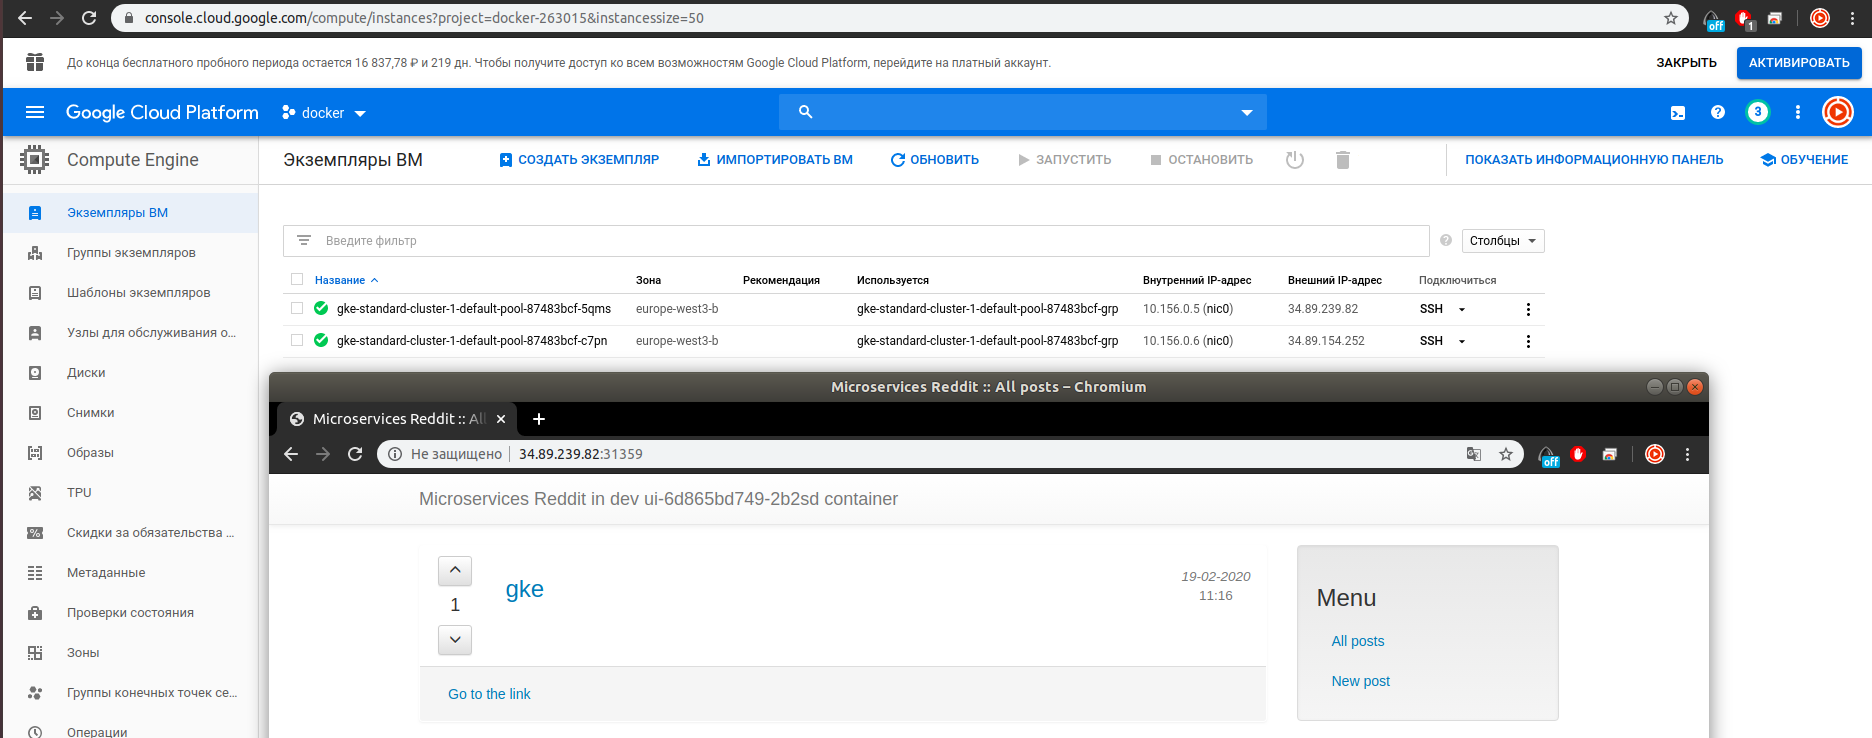 console.cloud.google.com/compute/instances?project=docker-263015&instancessize=50
off
1
До конца бесплатного пробного периода остается 16 837,78 ₽ и 219 дн. Чтобы получите доступ ко всем возможностям Google Cloud Platform, перейдите на платный аккаунт.
ЗАКРЫТЬ
АКТИВИРОВАТЬ
Google Cloud Platform
docker
3
Compute Engine
Экземпляры ВМ
СОЗДАТЬ ЭКЗЕМПЛЯР
ИМПОРТИРОВАТЬ ВМ
ОБНОВИТЬ
ЗАПУСТИТЬ
ОСТАНОВИТЬ
ПОКАЗАТЬ ИНФОРМАЦИОННУЮ ПАНЕЛЬ
ОБУЧЕНИЕ
Экземпляры ВМ
Группы экземпляров
Шаблоны экземпляров
Узлы для обслуживания о...
Диски
Снимки
Образы
TPU
Скидки за обязательства ...
Метаданные
Проверки состояния
Зоны
Группы конечных точек се...
Операции
Введите фильтр
Столбцы
Название Зона Рекомендация Используется Внутренний IP-адрес Внешний IP-адрес Подключиться
gke-standard-cluster-1-default-pool-87483bcf-5qms europe-west3-b gke-standard-cluster-1-default-pool-87483bcf-grp 10.156.0.5 (nic0) 34.89.239.82 SSH
gke-standard-cluster-1-default-pool-87483bcf-c7pn europe-west3-b gke-standard-cluster-1-default-pool-87483bcf-grp 10.156.0.6 (nic0) 34.89.154.252 SSH
Microservices Reddit :: All posts – Chromium
Microservices Reddit :: All
Не защищено
34.89.239.82:31359
off
Microservices Reddit in dev ui-6d865bd749-2b2sd container
1
gke
19-02-2020
11:16
Go to the link
Menu
All posts
New post